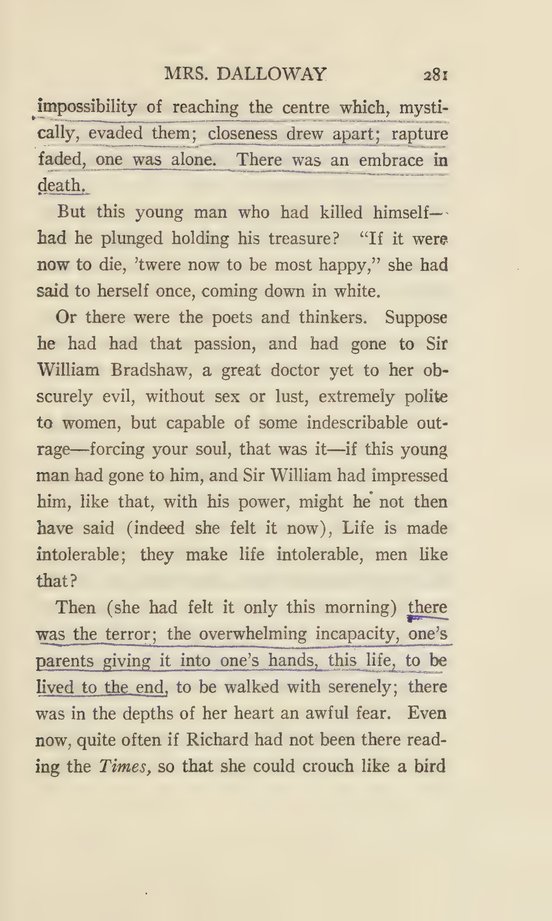 MRS. DALLOWAY 281
impossibility of reaching the centre which, mysti-
cally, evaded them; closeness drew apart; rapture
faded, one was alone. There was an embrace in
death.
But this young man who had killed himself—
had he plunged holding his treasure? “If it were
now to die, ’twere now to be most happy,” she had
said to herself once, coming down in white.
Or there were the poets and thinkers. Suppose
he had had that passion, and had gone to Sir
William Bradshaw, a great doctor yet to her ob-
scurely evil, without sex or lust, extremely polite
to women, but capable of some indescribable out-
rage—forcing your soul, that was it—if this young
man had gone to him, and Sir William had impressed
him, like that, with his power, might he not then
have said (indeed she felt it now), Life is made
intolerable; they make life intolerable, men like
that?
Then (she had felt it only this morning) there
was the terror; the overwhelming incapacity, one’s
parents giving it into one’s hands, this life, to be
lived to the end, to be walked with serenely; there
was in the depths of her heart an awful fear. Even
now, quite often if Richard had not been there read-
ing the Times, so that she could crouch like a bird